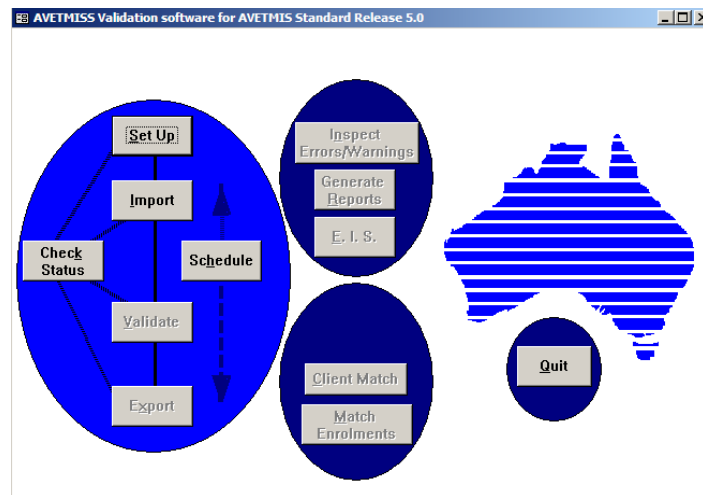 AVETMISS Validation software for AVETMIS Standard Release 5.0
Set Up
Import
Check
Status
Schedule
Validate
Export
Inspect
Errors/Warnings
Generate
Reports
E. I. S.
Client Match
Match
Enrolments
Quit